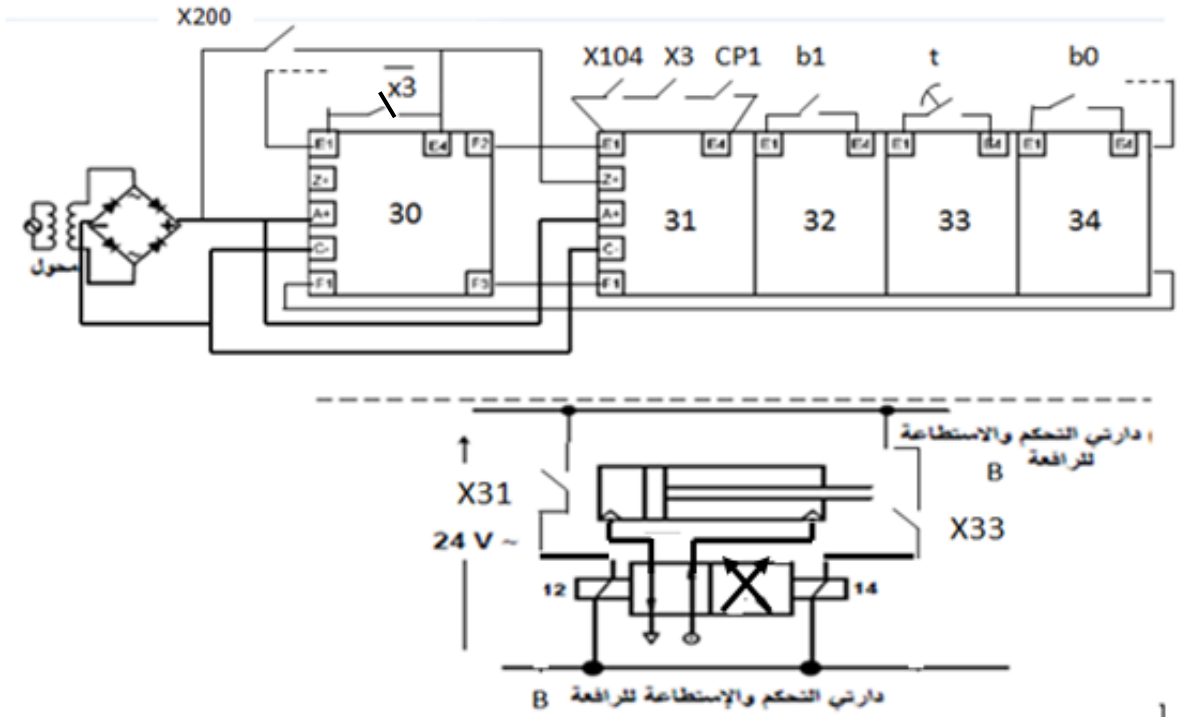 X200
x̅3̅
X104 X3 CP1 b1 t b0
E1 E4 F2 E1 E4 E1 E4 E1 E4 E1 E4
Z+ Z+
A+ 30 A+ 31 32 33 34
C- C-
محول
F1 F3 F1
دارتي التحكم والاستطاعة
للرافعة B
X31
X33
24 V ~
12 14
B دارتي التحكم والإستطاعة للرافعة
1